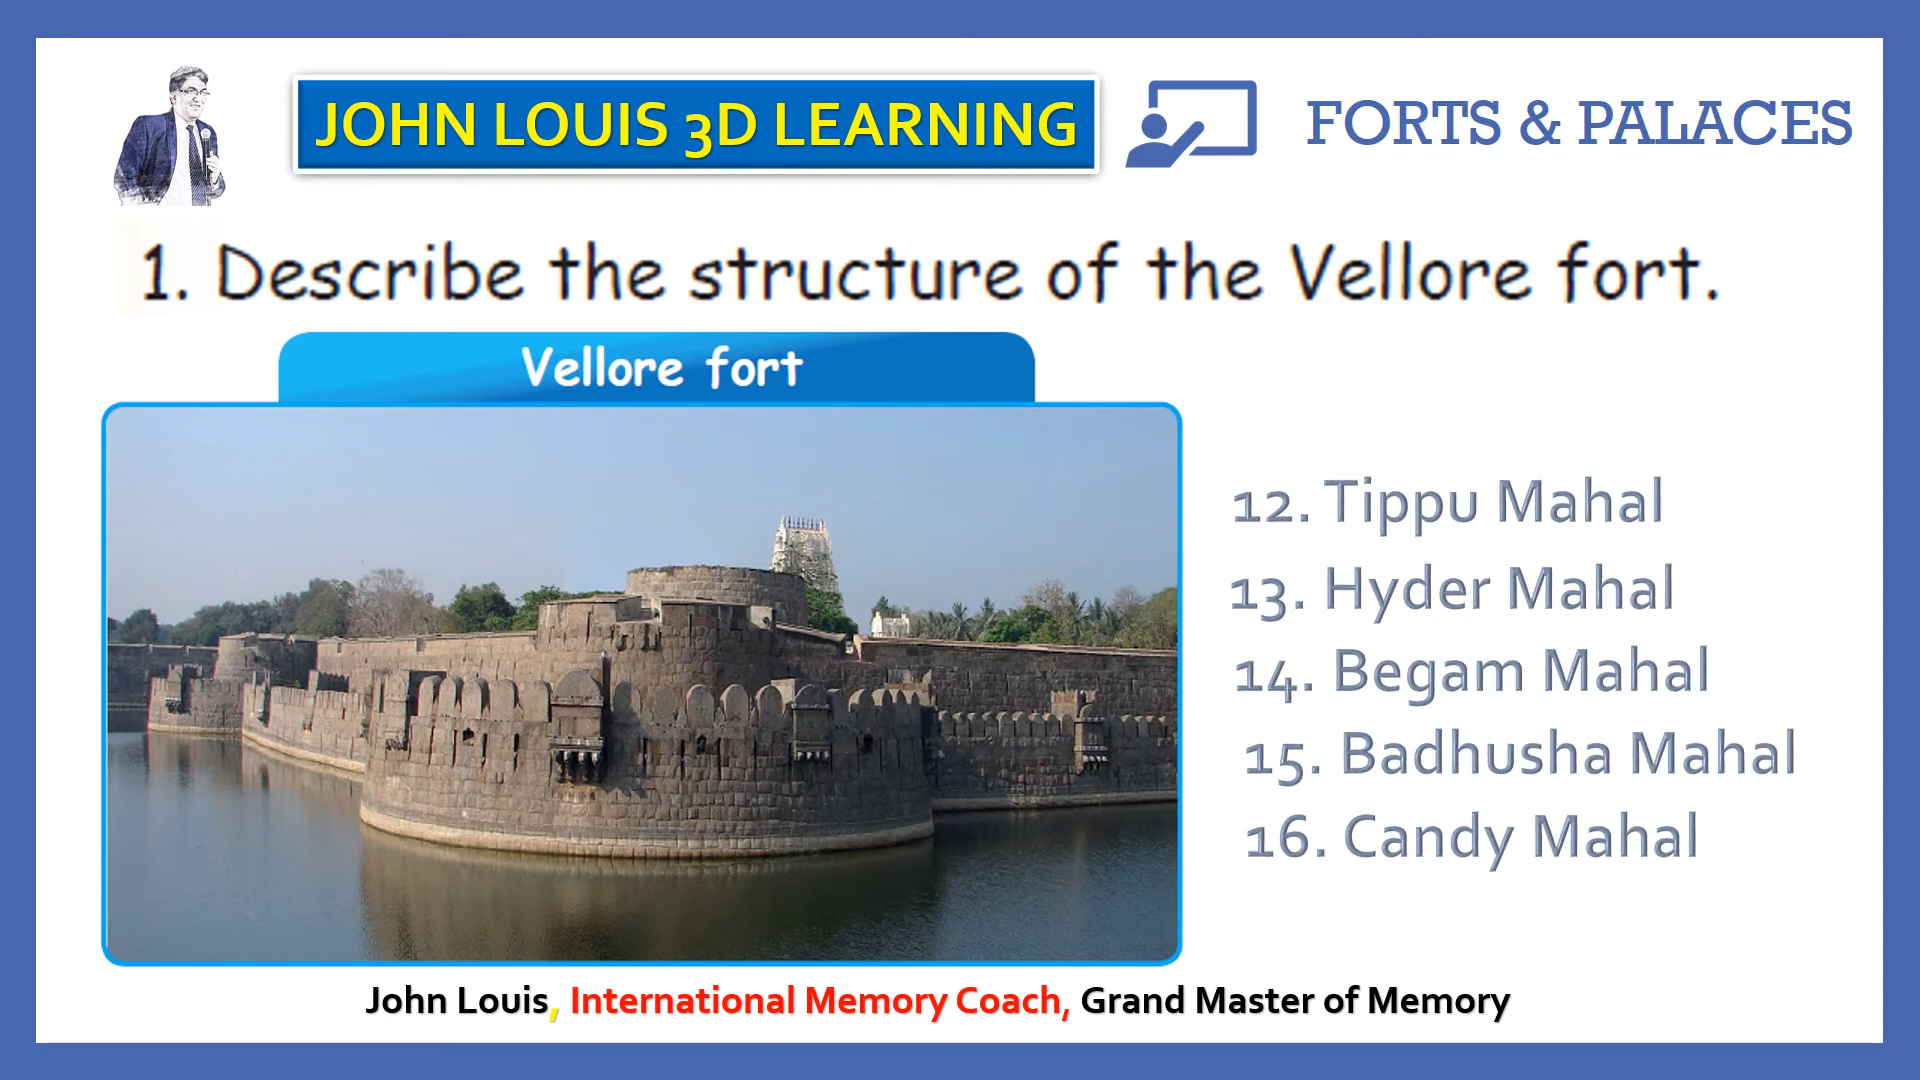 JOHN LOUIS 3D LEARNING
FORTS & PALACES
1. Describe the structure of the Vellore fort.
Vellore fort
12. Tippu Mahal
13. Hyder Mahal
14. Begam Mahal
15. Badhusha Mahal
16. Candy Mahal
John Louis, International Memory Coach, Grand Master of Memory